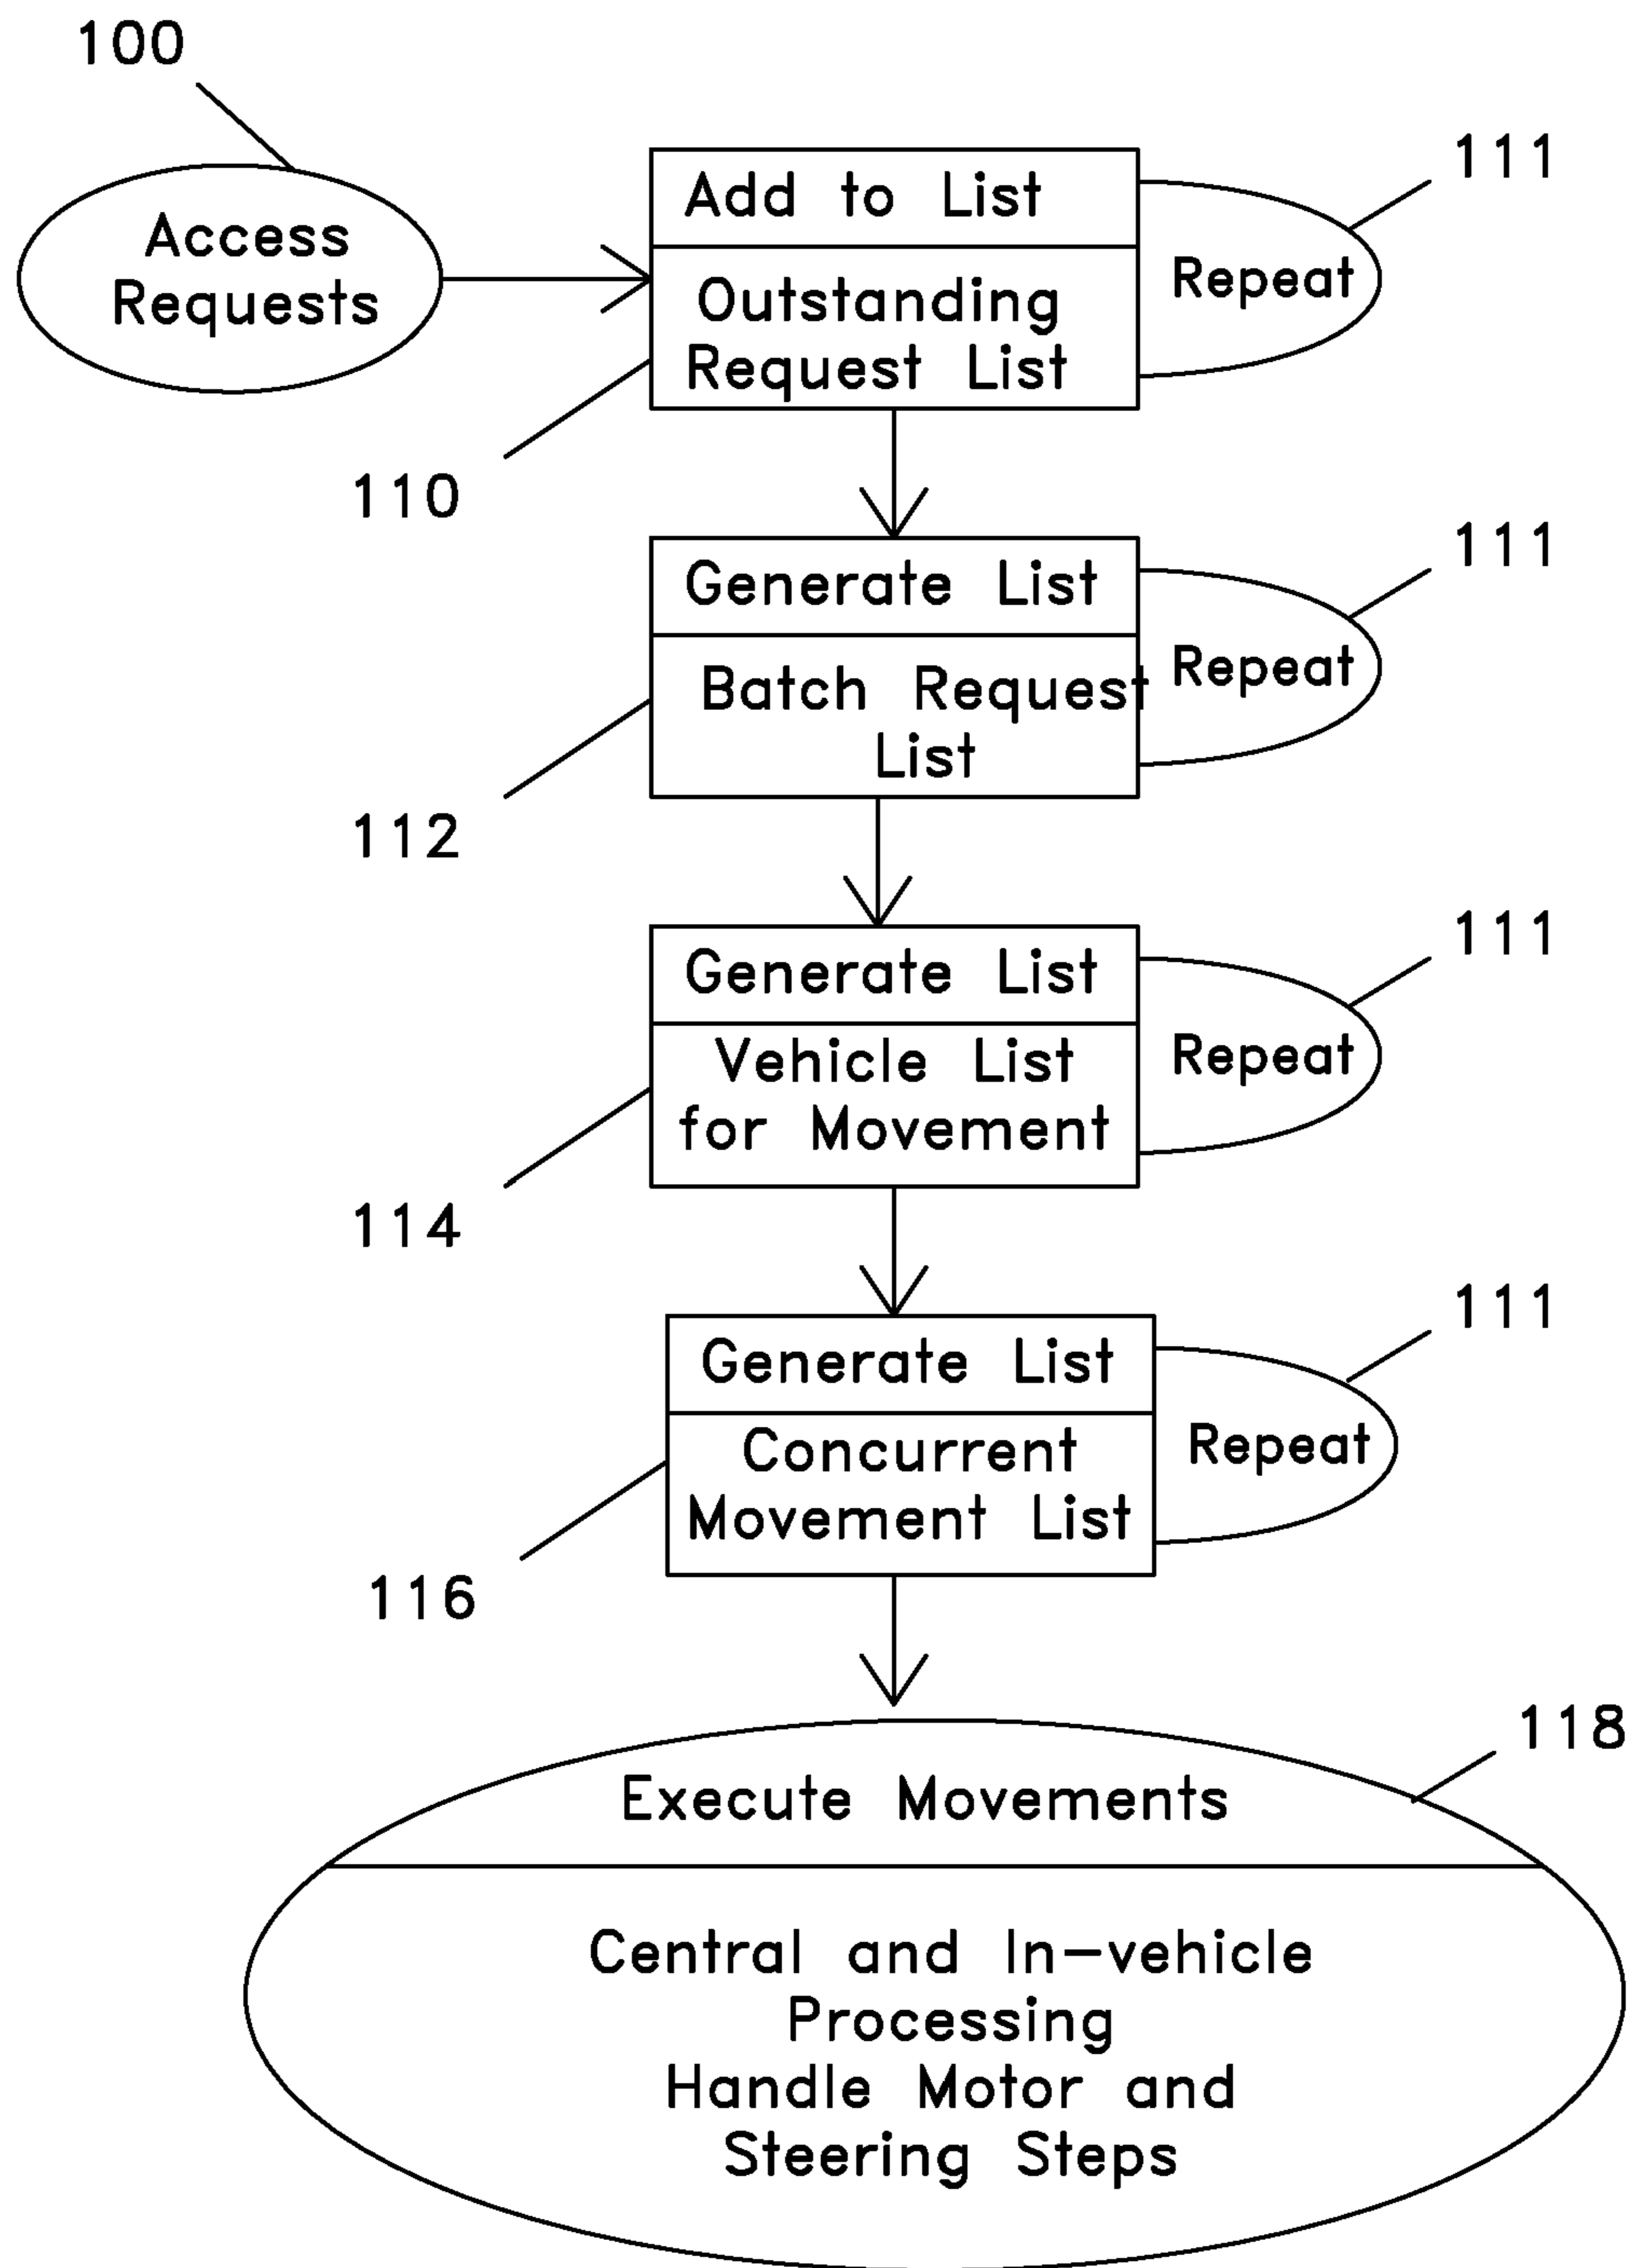 100
Access
Requests
Add to List
Outstanding
Request List
Repeat
111
110
Generate List
Batch Request
List
Repeat
111
112
Generate List
Vehicle List
for Movement
Repeat
111
114
Generate List
Concurrent
Movement List
Repeat
111
116
118
Execute Movements
Central and In-vehicle
Processing
Handle Motor and
Steering Steps